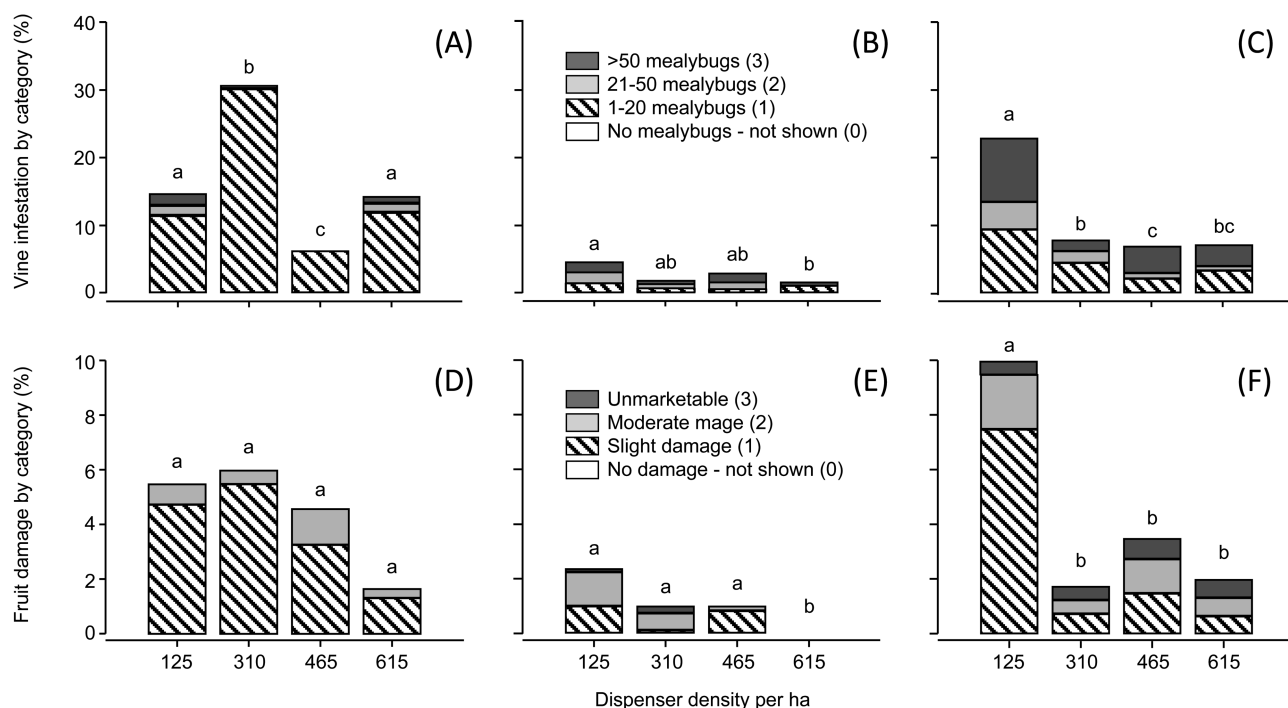 Vine infestation by category (%)
40
30
20
10
0
(A)
a
b
c
a
(B)
>50 mealybugs (3)
21-50 mealybugs (2)
1-20 mealybugs (1)
No mealybugs - not shown (0)
a
ab
ab
b
(C)
a
b
c
bc
Fruit damage by category (%)
10
8
6
4
2
0
(D)
a
a
a
a
125 310 465 615
(E)
Unmarketable (3)
Moderate mage (2)
Slight damage (1)
No damage - not shown (0)
a
a
a
b
125 310 465 615
(F)
a
b
b
b
125 310 465 615
Dispenser density per ha